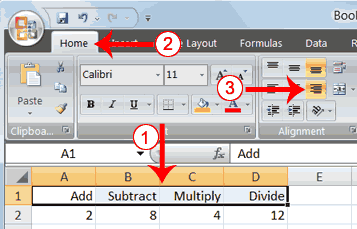 Boo
2
Home Insert Layout Formulas Data
3
Paste
Calibri 11 A A
B I U A
Clipboa... Alignment
1
A1 fx Add
A B C D E F
1 Add Subtract Multiply Divide
2 2 8 4 12